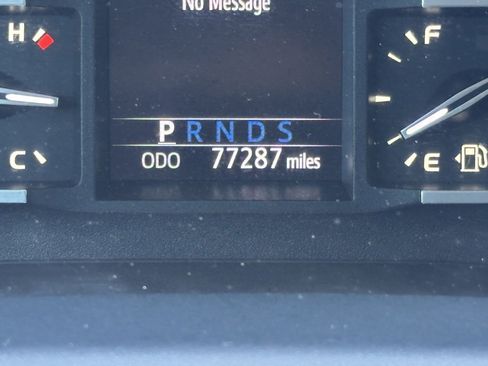 No Message
H
F
P R N D S
C
ODO 77287 miles
E